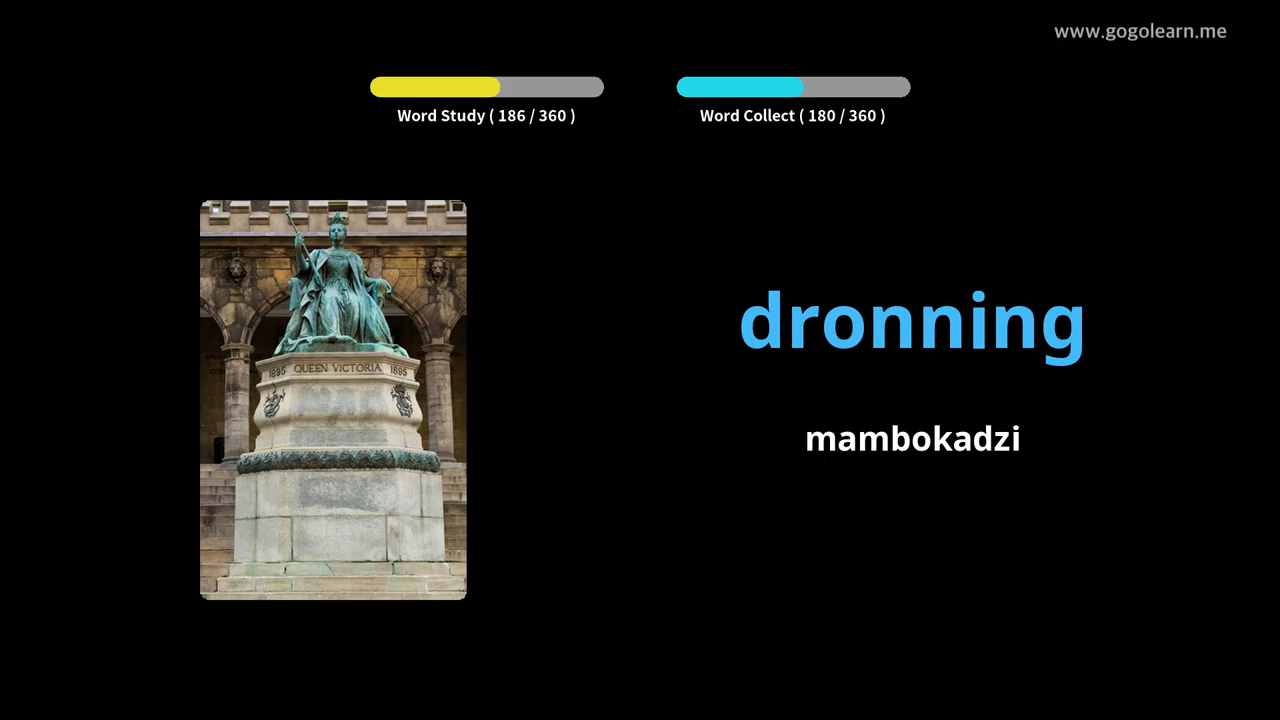 www.gogolearn.me
Word Study ( 186 / 360 )
Word Collect ( 180 / 360 )
1895 QUEEN VICTORIA 1895
dronning
mambokadzi